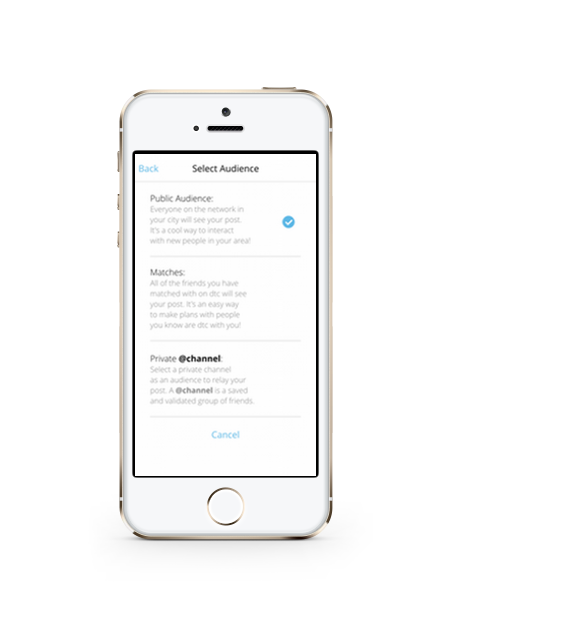 Back Select Audience
Public Audience:
Everyone on the network in
your city will see your post.
It's a cool way to interact
with new people in your area!
Matches:
All of the friends you have
matched with on dtc will see
your post. It's an easy way
to make plans with people
you know are dtc with you!
Private @channel:
Select a private channel
as an audience to relay your
post. A @channel is a saved
and validated group of friends.
Cancel